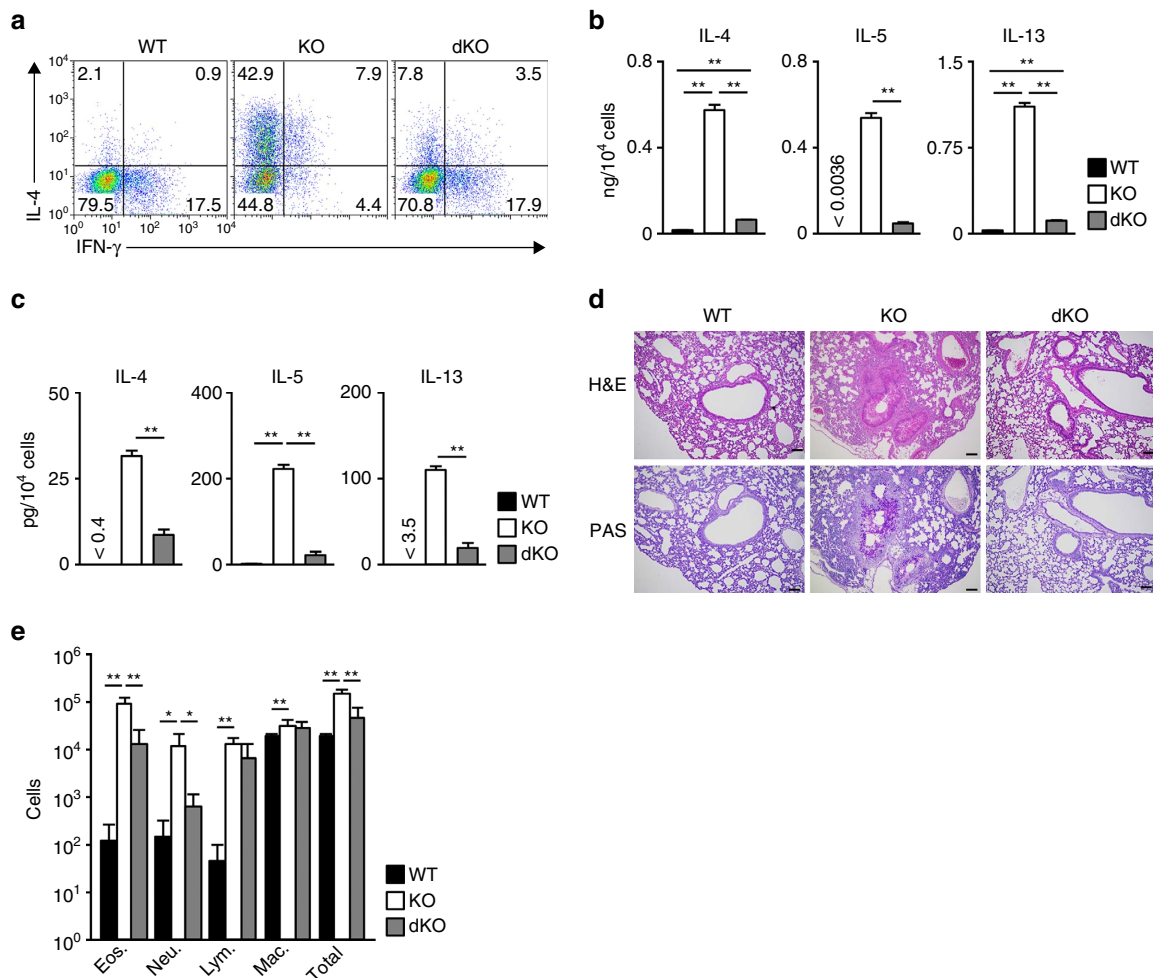 a
WT KO dKO
10⁴
10³
10²
10¹
10⁰
IL-4
2.1 0.9
79.5 17.5
42.9 7.9
44.8 4.4
7.8 3.5
70.8 17.9
10⁰ 10¹ 10² 10³ 10⁴
IFN-γ
b
IL-4 IL-5 IL-13
ng/10⁴ cells
0.8
0.4
0
** ** **
0.8
0.4
0
< 0.0036
**
1.5
0.75
0
** ** **
WT
KO
dKO
c
IL-4 IL-5 IL-13
pg/10⁴ cells
50
25
0
< 0.4
**
400
200
0
** **
200
100
0
< 3.5
**
WT
KO
dKO
d
WT KO dKO
H&E
PAS
e
Cells
10⁶
10⁵
10⁴
10³
10²
10¹
10⁰
** ** * * ** ** ** **
Eos. Neu. Lym. Mac. Total
WT
KO
dKO